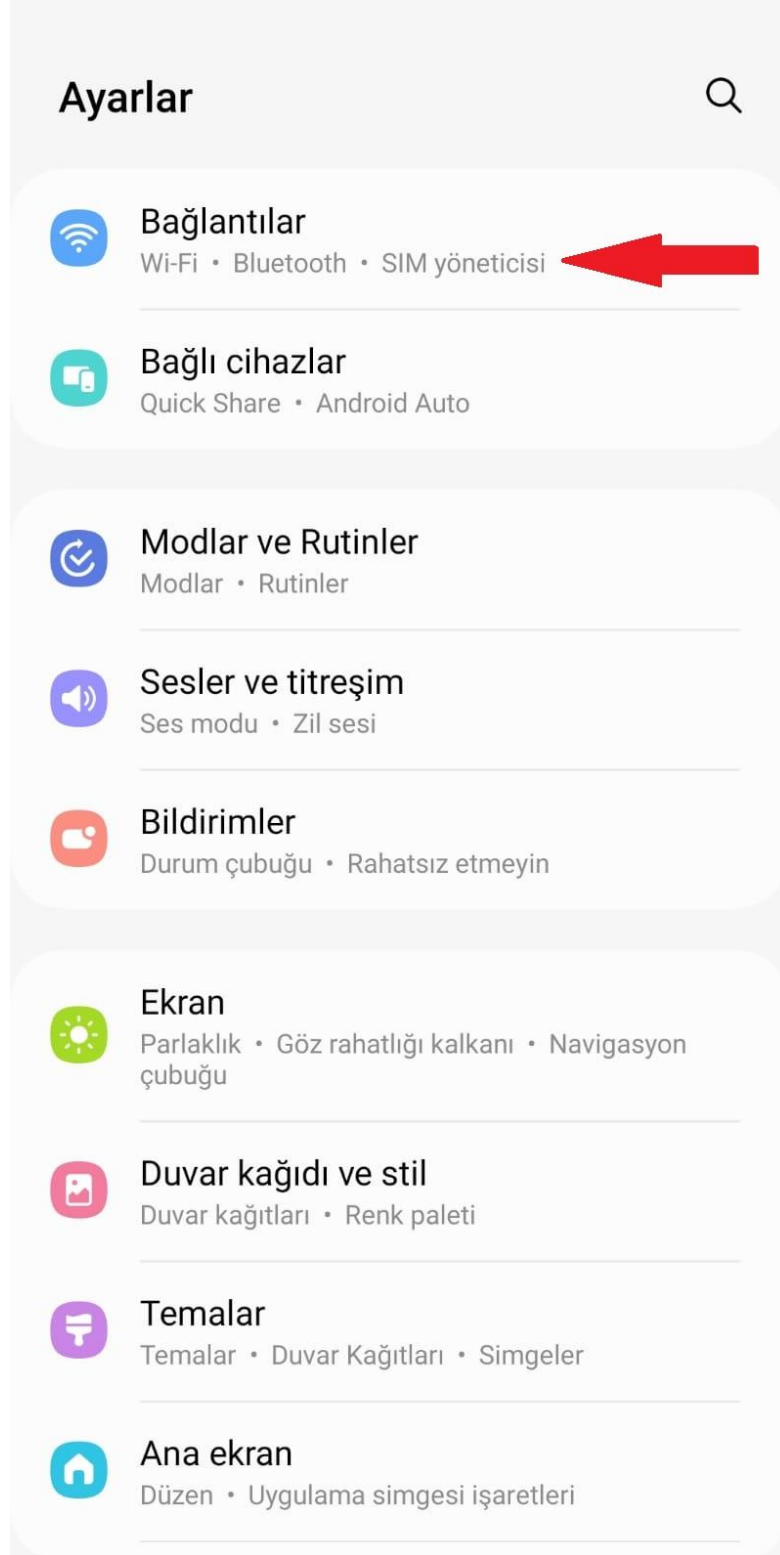 Ayarlar
Bağlantılar
Wi-Fi • Bluetooth • SIM yöneticisi
Bağlı cihazlar
Quick Share • Android Auto
Modlar ve Rutinler
Modlar • Rutinler
Sesler ve titreşim
Ses modu • Zil sesi
Bildirimler
Durum çubuğu • Rahatsız etmeyin
Ekran
Parlaklık • Göz rahatlığı kalkanı • Navigasyon
çubuğu
Duvar kağıdı ve stil
Duvar kağıtları • Renk paleti
Temalar
Temalar • Duvar Kağıtları • Simgeler
Ana ekran
Düzen • Uygulama simgesi işaretleri